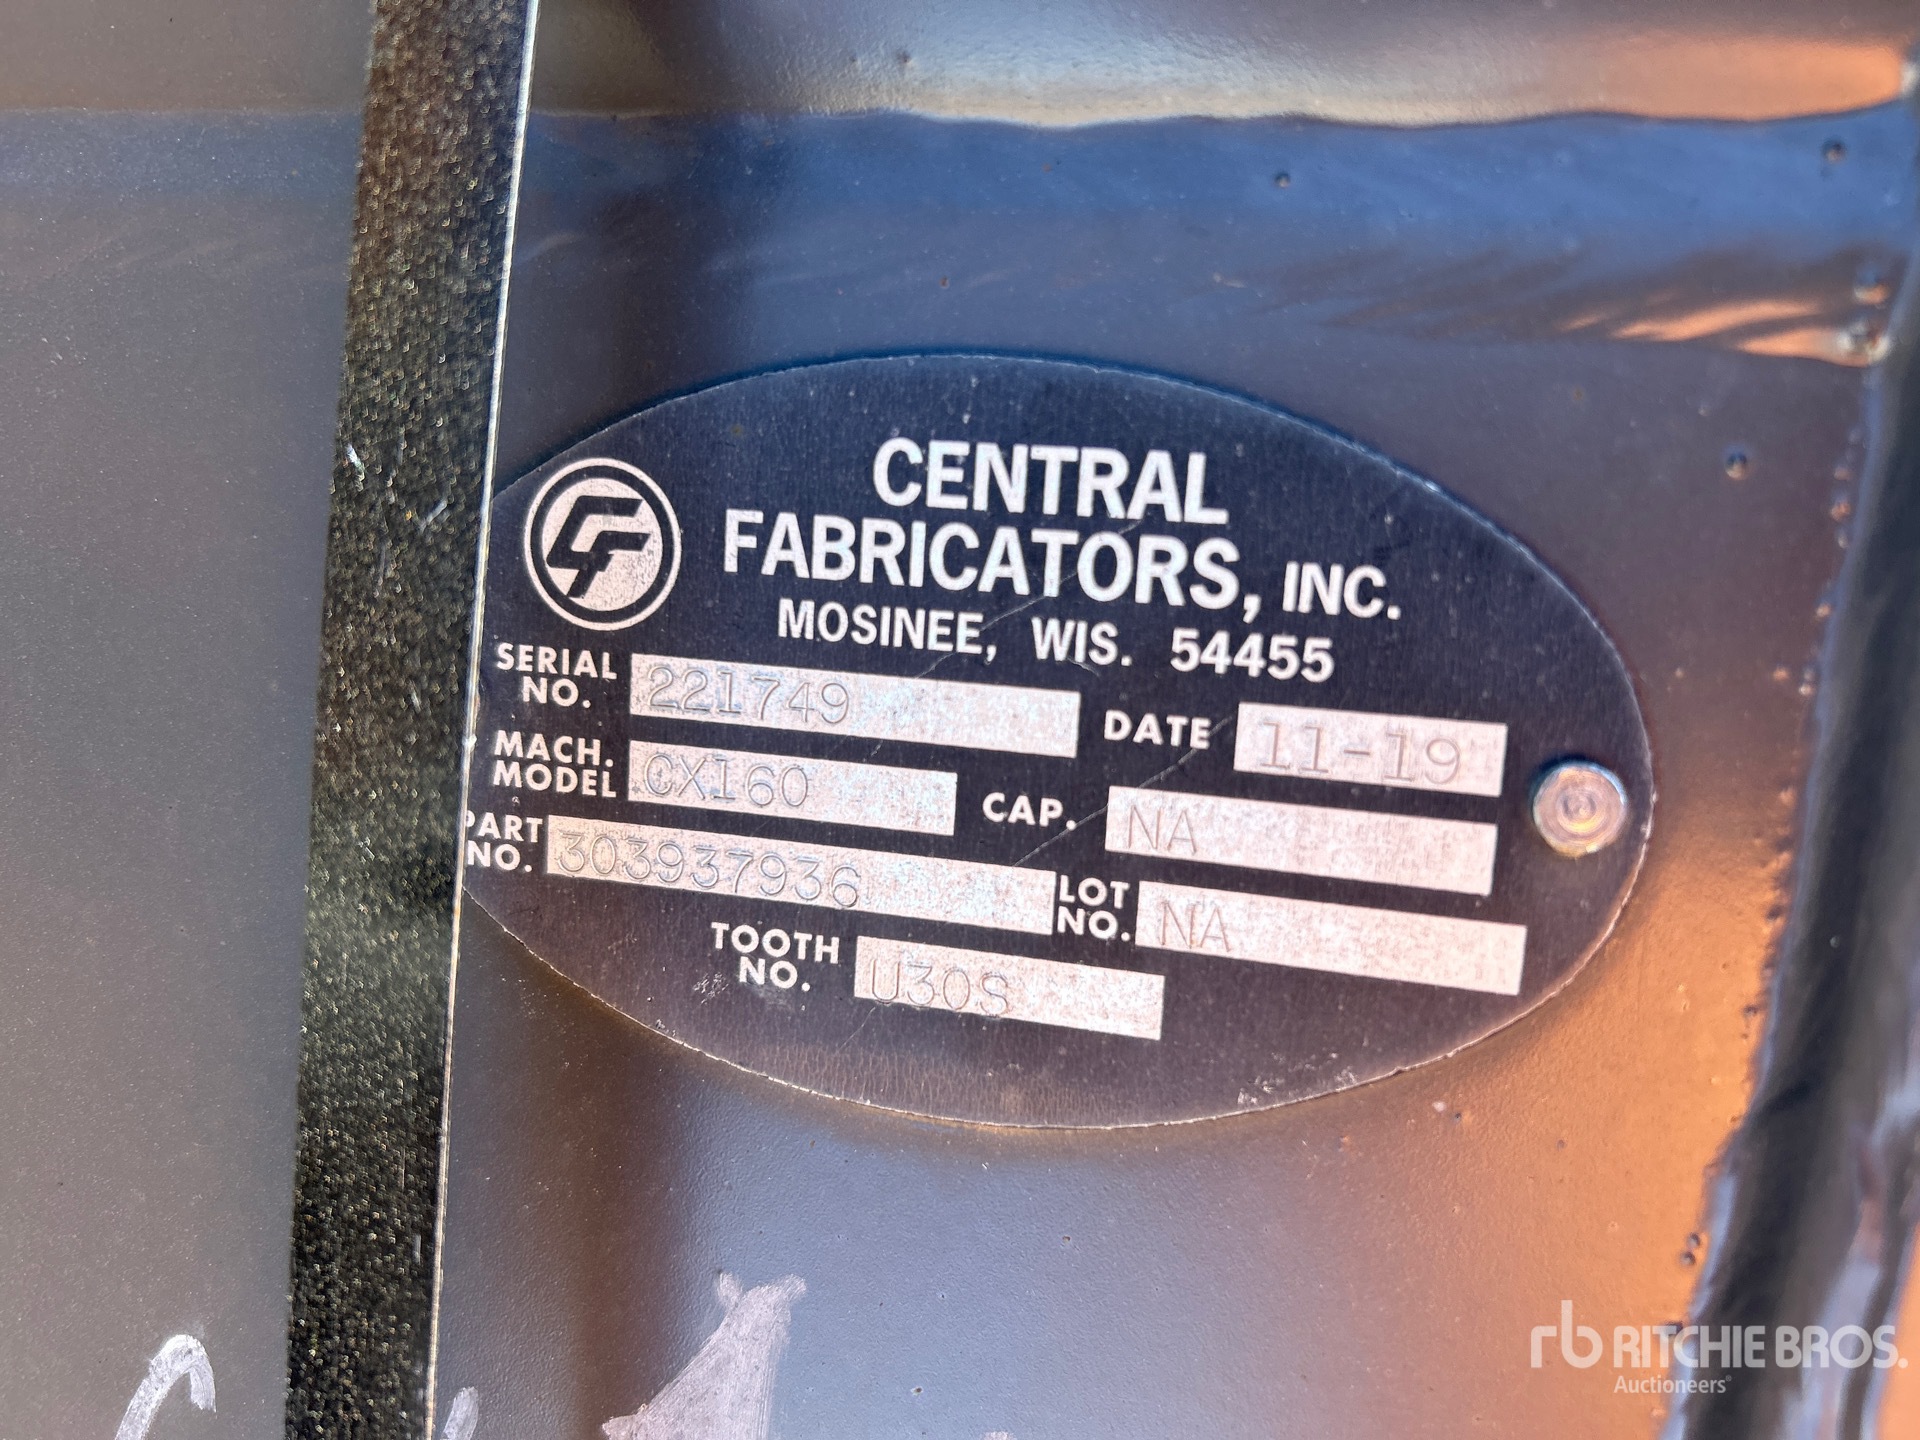 CENTRAL
FABRICATORS, INC.
MOSINEE, WIS. 54455
SERIAL NO. 221749 DATE 11-19
MACH. MODEL CX160 CAP. NA
PART NO. 303937936 LOT NO. NA
TOOTH NO. U30S
rb RITCHIE BROS.
Auctioneers